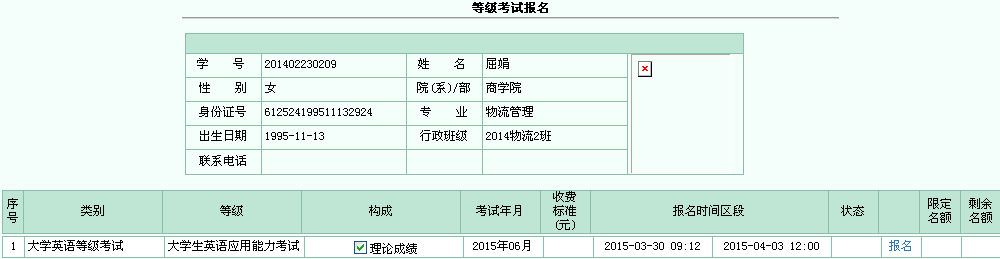 等级考试报名
学 号 201402230209 姓 名 屈娟
性 别 女 院(系)/部 商学院
身份证号 612524199511132924 专 业 物流管理
出生日期 1995-11-13 行政班级 2014物流2班
联系电话
序号 类别 等级 构成 考试年月 收费标准(元) 报名时间区段 状态 限定名额 剩余名额
1 大学英语等级考试 大学生英语应用能力考试 理论成绩 2015年06月 2015-03-30 09:12 2015-04-03 12:00 报名